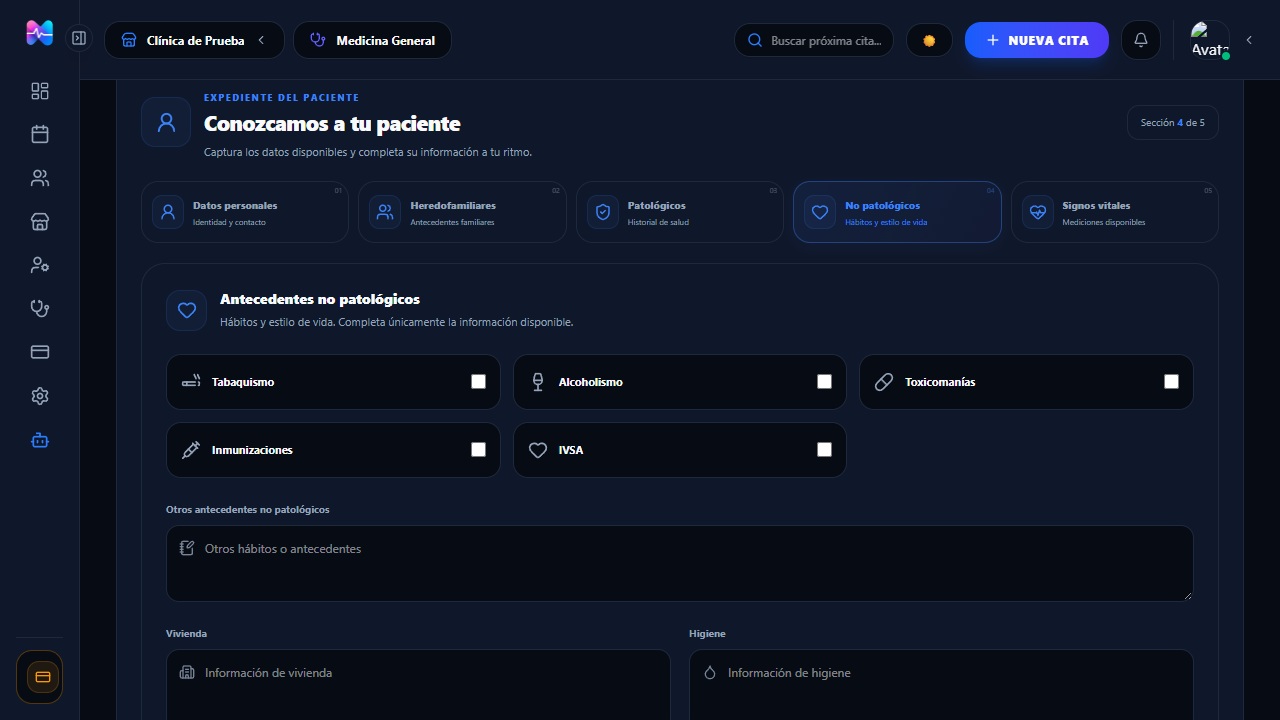 Clínica de Prueba
Medicina General
Buscar próxima cita...
NUEVA CITA
Avata
EXPEDIENTE DEL PACIENTE
Conozcamos a tu paciente
Captura los datos disponibles y completa su información a tu ritmo.
Sección 4 de 5
01
Datos personales
Identidad y contacto
02
Heredofamiliares
Antecedentes familiares
03
Patológicos
Historial de salud
04
No patológicos
Hábitos y estilo de vida
05
Signos vitales
Mediciones disponibles
Antecedentes no patológicos
Hábitos y estilo de vida. Completa únicamente la información disponible.
Tabaquismo
Alcoholismo
Toxicomanías
Inmunizaciones
IVSA
Otros antecedentes no patológicos
Otros hábitos o antecedentes
Vivienda
Higiene
Información de vivienda
Información de higiene